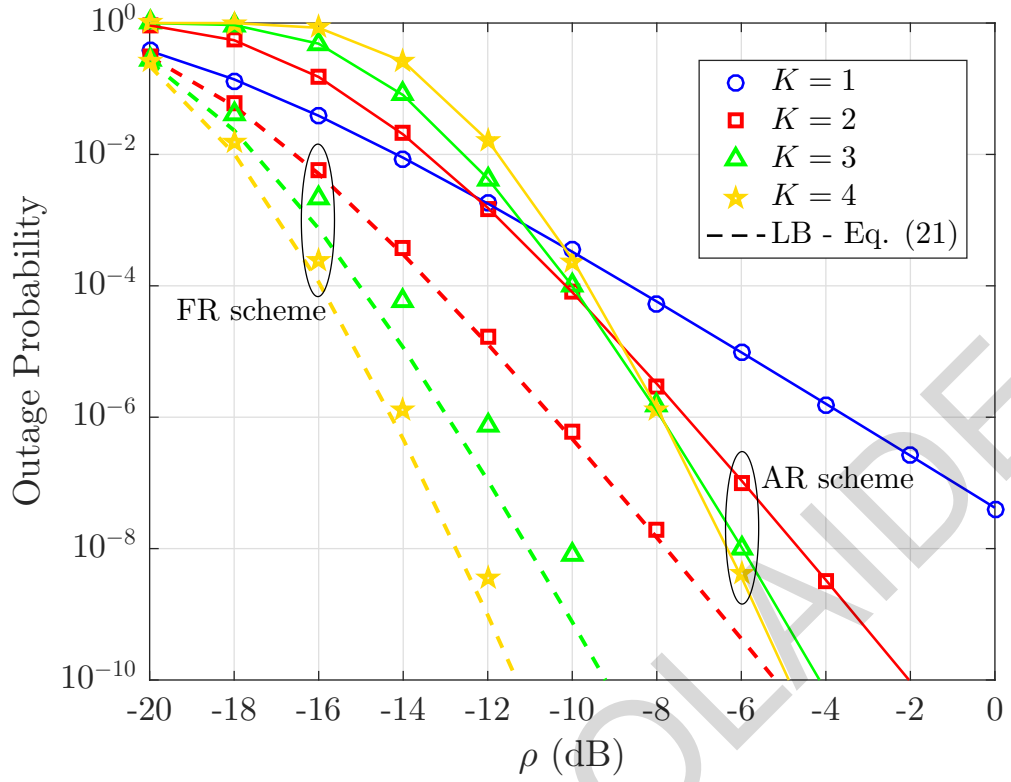 10^0
10^-2
10^-4
10^-6
10^-8
10^-10
Outage Probability
K = 1
K = 2
K = 3
K = 4
LB - Eq. (21)
FR scheme
AR scheme
-20 -18 -16 -14 -12 -10 -8 -6 -4 -2 0
ρ (dB)
OLAIDE